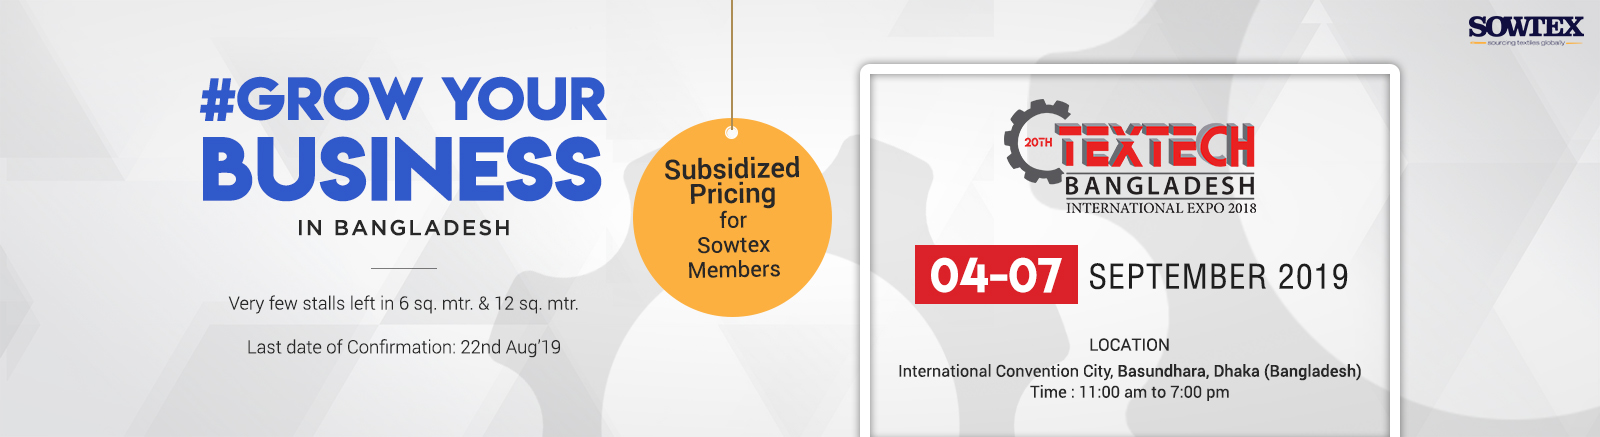 #GROW YOUR
BUSINESS
IN BANGLADESH
Very few stalls left in 6 sq. mtr. & 12 sq. mtr.
Last date of Confirmation: 22nd Aug'19
Subsidized
Pricing
for
Sowtex
Members
SOWTEX
sourcing textiles globally
20TH TEXTECH
BANGLADESH
INTERNATIONAL EXPO 2018
04-07 SEPTEMBER 2019
LOCATION
International Convention City, Basundhara, Dhaka (Bangladesh)
Time : 11:00 am to 7:00 pm